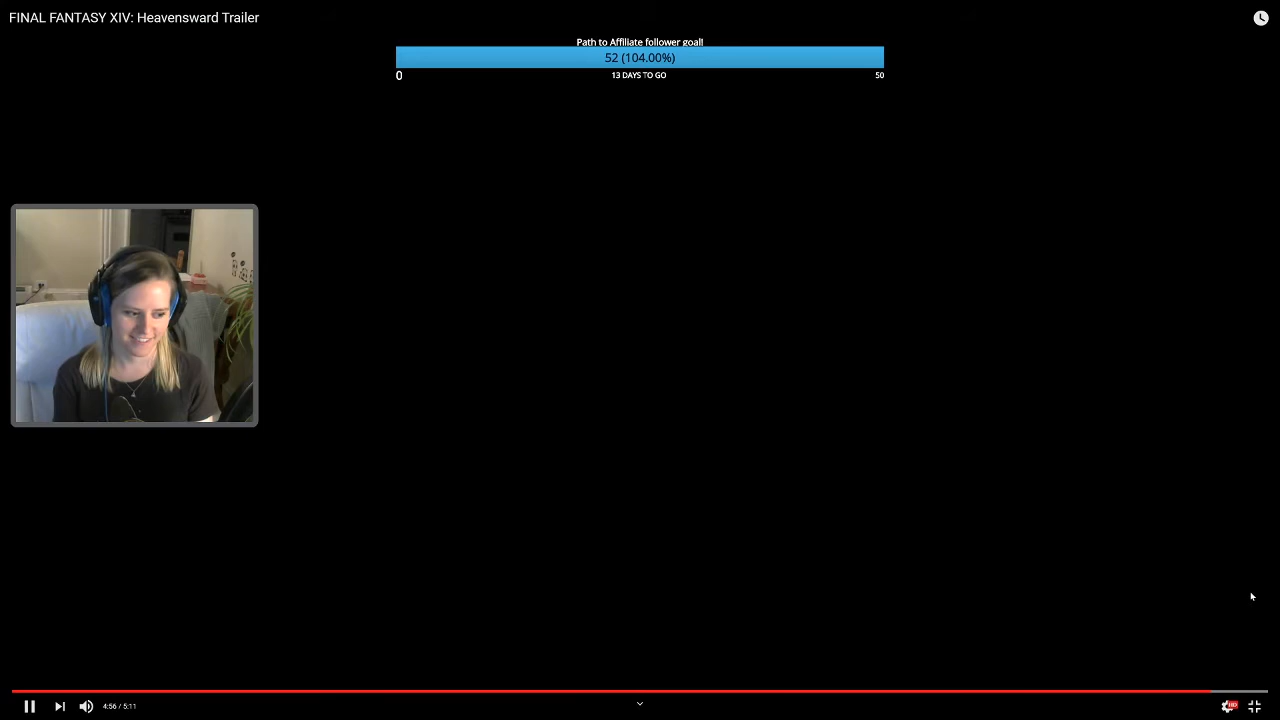 FINAL FANTASY XIV: Heavensward Trailer
Path to Affiliate follower goal!
52 (104.00%)
0
13 DAYS TO GO
50
4:56 / 5:11
HD